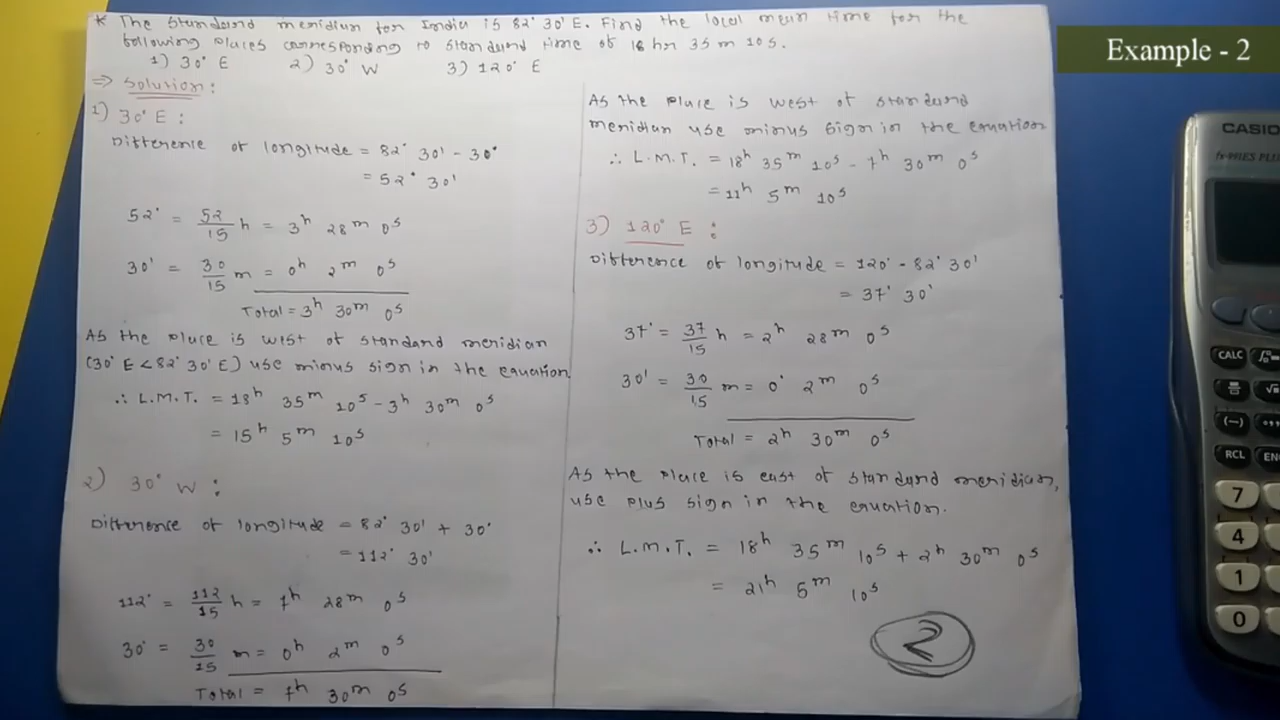 * The Standard meridian for India is 82° 30' E. Find the local mean time for the
following places corresponding to standard time of 18 hr 35 m 10 s.
1) 30° E 2) 30° W 3) 120° E
⇒ Solution:
1) 30° E :
Difference of longitude = 82° 30' - 30°
= 52° 30'
52° = 52/15 h = 3h 28m 0s
30' = 30/15 m = 0h 2m 0s
Total = 3h 30m 0s
As the place is west of standard meridian
(30° E < 82° 30' E) use minus sign in the equation
∴ L.M.T. = 18h 35m 10s - 3h 30m 0s
= 15h 5m 10s
2) 30° W :
Difference of longitude = 82° 30' + 30°
= 112° 30'
112° = 112/15 h = 7h 28m 0s
30° = 30/15 m = 0h 2m 0s
Total = 7h 30m 0s
As the place is west of standard
meridian use minus sign in the equation
∴ L.M.T. = 18h 35m 10s - 7h 30m 0s
= 11h 5m 10s
3) 120° E :
Difference of longitude = 120° - 82° 30'
= 37° 30'
37° = 37/15 h = 2h 28m 0s
30' = 30/15 m = 0° 2m 0s
Total = 2h 30m 0s
As the place is east of standard meridian,
use plus sign in the equation.
∴ L.M.T. = 18h 35m 10s + 2h 30m 0s
= 21h 5m 10s
2
Example - 2
CASIO
CALC
(−)
RCL
7
4
1
0